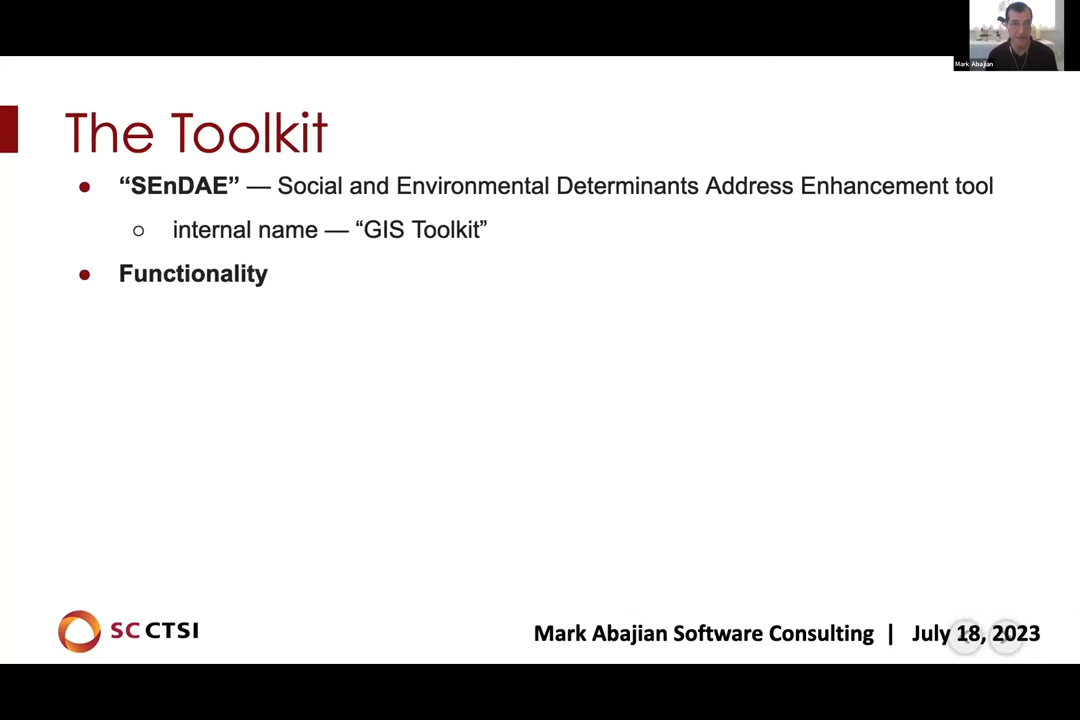 Mark Abajian
The Toolkit
● “SEnDAE” — Social and Environmental Determinants Address Enhancement tool
○ internal name — “GIS Toolkit”
● Functionality
SC CTSI
Mark Abajian Software Consulting | July 18, 2023